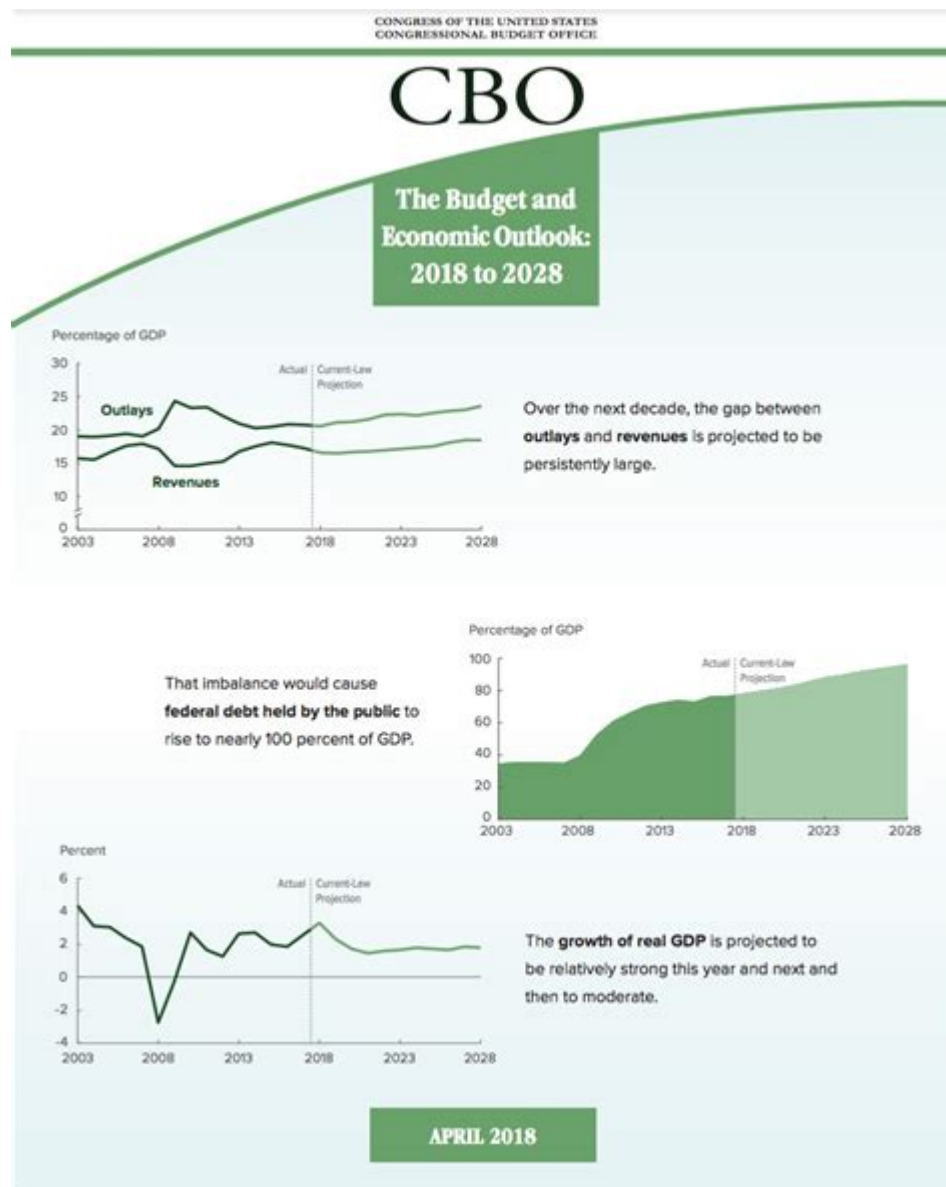 CONGRESS OF THE UNITED STATES
CONGRESSIONAL BUDGET OFFICE
CBO
The Budget and
Economic Outlook:
2018 to 2028
Percentage of GDP
30
25
20
15
10
0
Outlays
Revenues
Actual
Current-Law
Projection
2003 2008 2013 2018 2023 2028
Over the next decade, the gap between
outlays and revenues is projected to be
persistently large.
That imbalance would cause
federal debt held by the public to
rise to nearly 100 percent of GDP.
Percentage of GDP
100
80
60
40
20
0
Actual
Current-Law
Projection
2003 2008 2013 2018 2023 2028
Percent
6
4
2
0
-2
-4
Actual
Current-Law
Projection
2003 2008 2013 2018 2023 2028
The growth of real GDP is projected to
be relatively strong this year and next and
then to moderate.
APRIL 2018